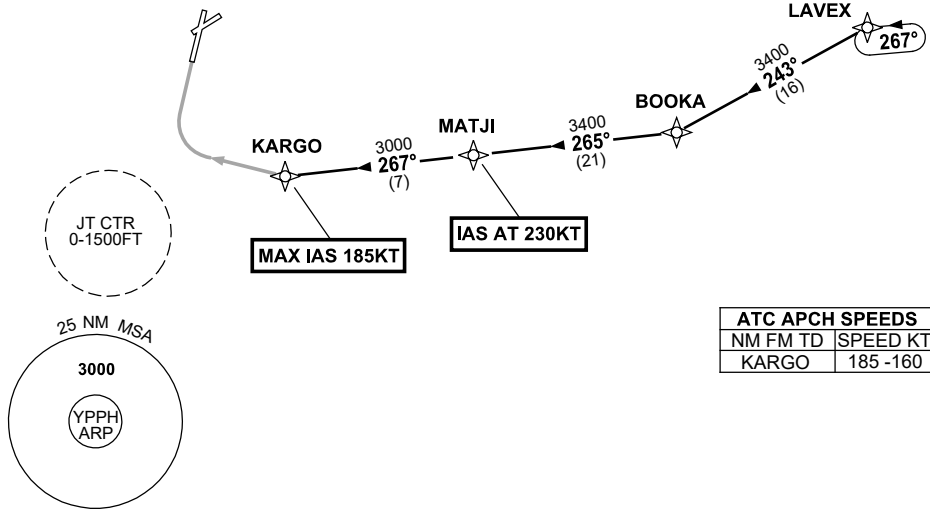 LAVEX
267°
3400
243°
(16)
BOOKA
3400
265°
(21)
MATJI
3000
267°
(7)
KARGO
IAS AT 230KT
MAX IAS 185KT
JT CTR
0-1500FT
25 NM MSA
3000
YPPH
ARP
ATC APCH SPEEDS
NM FM TD SPEED KT
KARGO 185 -160